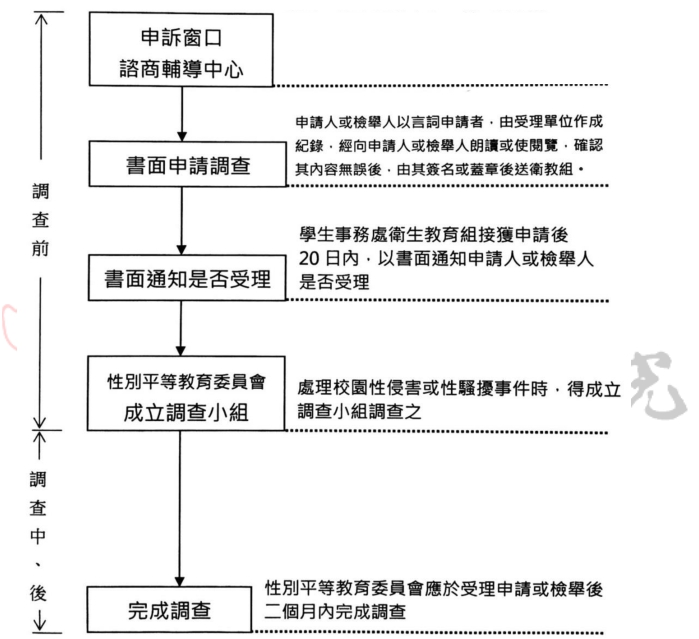 申訴窗口
諮商輔導中心
申請人或檢舉人以言詞申請者，由受理單位作成
紀錄，經向申請人或檢舉人朗讀或使閱覽，確認
其內容無誤後，由其簽名或蓋章後送衛教組。
書面申請調查
調查前
學生事務處衛生教育組接獲申請後
20 日內，以書面通知申請人或檢舉人
是否受理
書面通知是否受理
性別平等教育委員會
成立調查小組
處理校園性侵害或性騷擾事件時，得成立
調查小組調查之
調查中、後
完成調查
性別平等教育委員會應於受理申請或檢舉後
二個月內完成調查